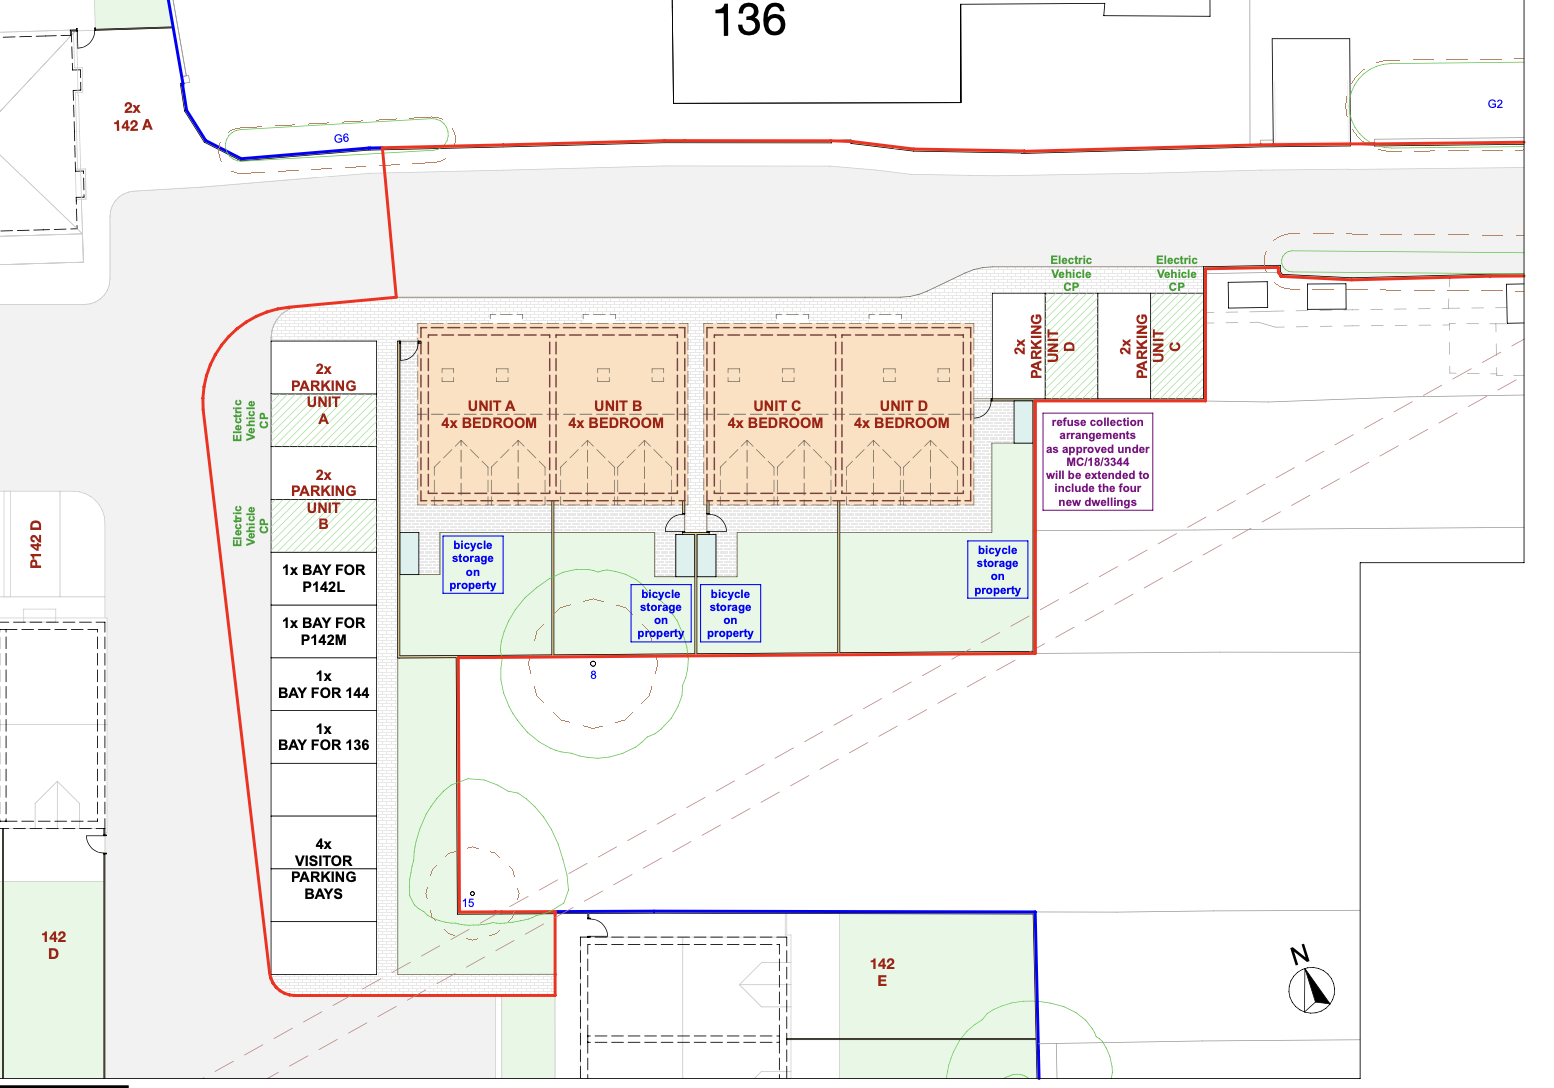 136
2x
142 A
G6
G2
Electric
Vehicle
CP
Electric
Vehicle
CP
2x
PARKING
UNIT
D
2x
PARKING
UNIT
C
2x
PARKING
UNIT
A
Electric
Vehicle
CP
UNIT A
4x BEDROOM
UNIT B
4x BEDROOM
UNIT C
4x BEDROOM
UNIT D
4x BEDROOM
refuse collection
arrangements
as approved under
MC/18/3344
will be extended to
include the four
new dwellings
2x
PARKING
UNIT
B
Electric
Vehicle
CP
P142 D
bicycle
storage
on
property
bicycle
storage
on
property
bicycle
storage
on
property
bicycle
storage
on
property
1x BAY FOR
P142L
1x BAY FOR
P142M
1x
BAY FOR 144
1x
BAY FOR 136
8
4x
VISITOR
PARKING
BAYS
15
142
D
142
E
N